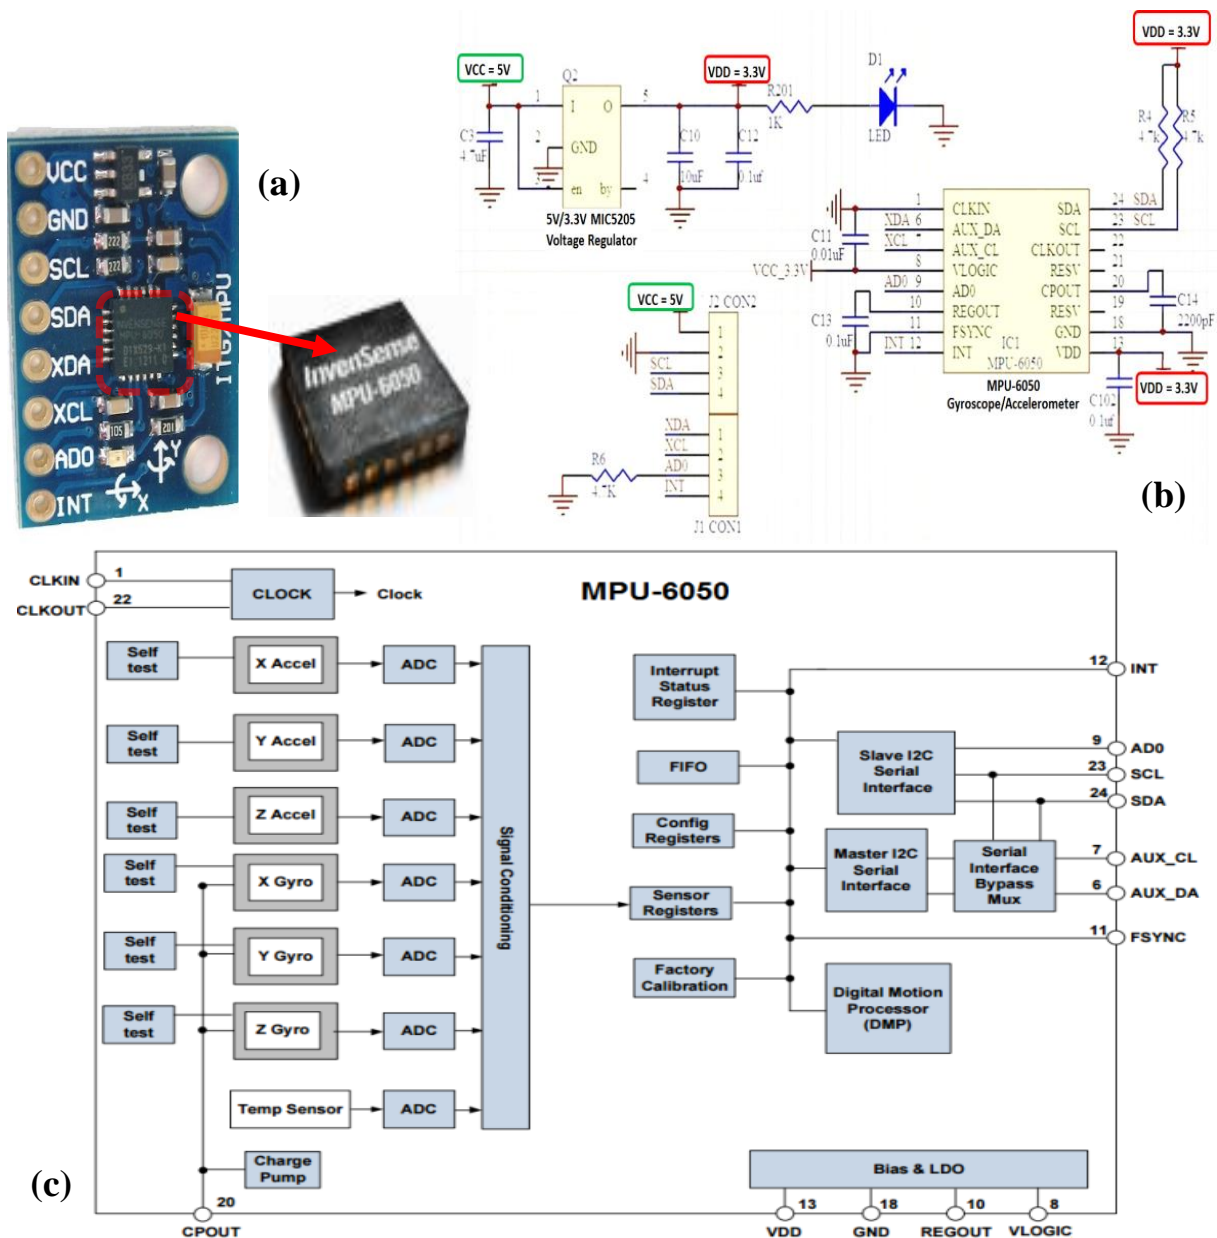 VCC
GND
SCL
SDA
XDA
XCL
ADO
INT
222
222
105
201
Y
X
ITG/MPU
(a)
InvenSense
MPU-6050
VCC = 5V
Q2
VDD = 3.3V
1
I
O
5
C3
4.7uF
2
GND
3
en
by
4
5V/3.3V MIC5205
Voltage Regulator
C10
10uF
C12
0.1uf
R201
1K
D1
LED
VDD = 3.3V
R4
4.7k
R5
4.7k
1
CLKIN
SDA
24
SDA
XDA
6
AUX_DA
SCL
23
SCL
XCL
7
AUX_CL
CLKOUT
22
C11
0.01uF
VCC_3.3V
8
VLOGIC
RESV
21
AD0
9
AD0
CPOUT
20
10
REGOUT
RESV
19
C13
0.1uF
11
FSYNC
GND
18
C14
2200pF
INT
12
INT
IC1
VDD
13
MPU-6050
MPU-6050
Gyroscope/Accelerometer
C102
0.1uf
VDD = 3.3V
VCC = 5V
J2 CON2
1
2
SCL
3
SDA
4
XDA
1
XCL
2
R6
4.7K
AD0
3
INT
4
J1 CON1
(b)
MPU-6050
CLKIN
1
CLKOUT
22
CLOCK
Clock
Self
test
X Accel
ADC
Self
test
Y Accel
ADC
Self
test
Z Accel
ADC
Self
test
X Gyro
ADC
Self
test
Y Gyro
ADC
Self
test
Z Gyro
ADC
Temp Sensor
ADC
Charge
Pump
20
CPOUT
Signal Conditioning
Interrupt
Status
Register
FIFO
Config
Registers
Sensor
Registers
Factory
Calibration
Slave I2C
Serial
Interface
Master I2C
Serial
Interface
Serial
Interface
Bypass
Mux
Digital Motion
Processor
(DMP)
12
INT
9
AD0
23
SCL
24
SDA
7
AUX_CL
6
AUX_DA
11
FSYNC
Bias & LDO
13
18
10
8
VDD
GND
REGOUT
VLOGIC
(c)